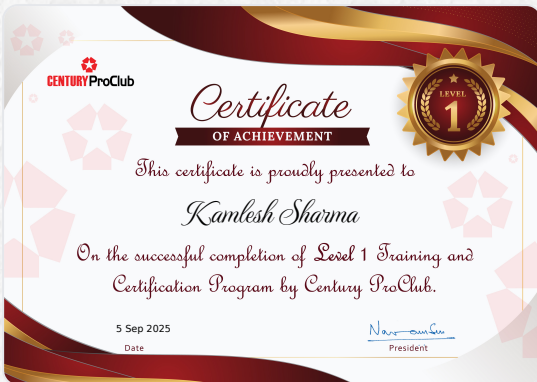 CENTURY ProClub
LEVEL
1
Certificate
OF ACHIEVEMENT
This certificate is proudly presented to
Kamlesh Sharma
On the successful completion of Level 1 Training and
Certification Program by Century ProClub.
5 Sep 2025
Date
President